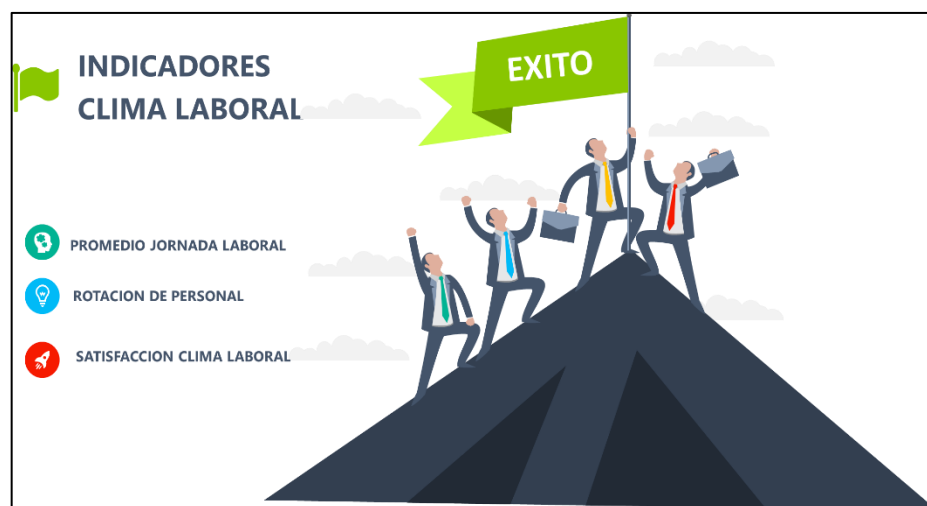 INDICADORES
CLIMA LABORAL
EXITO
PROMEDIO JORNADA LABORAL
ROTACION DE PERSONAL
SATISFACCION CLIMA LABORAL